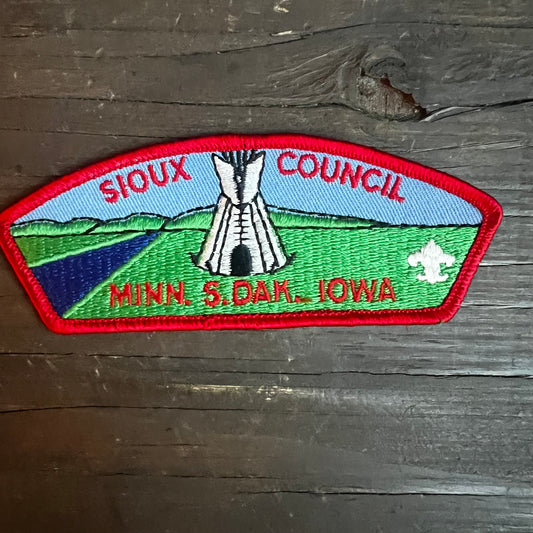 SIOUX COUNCIL
MINN. S.DAK. IOWA